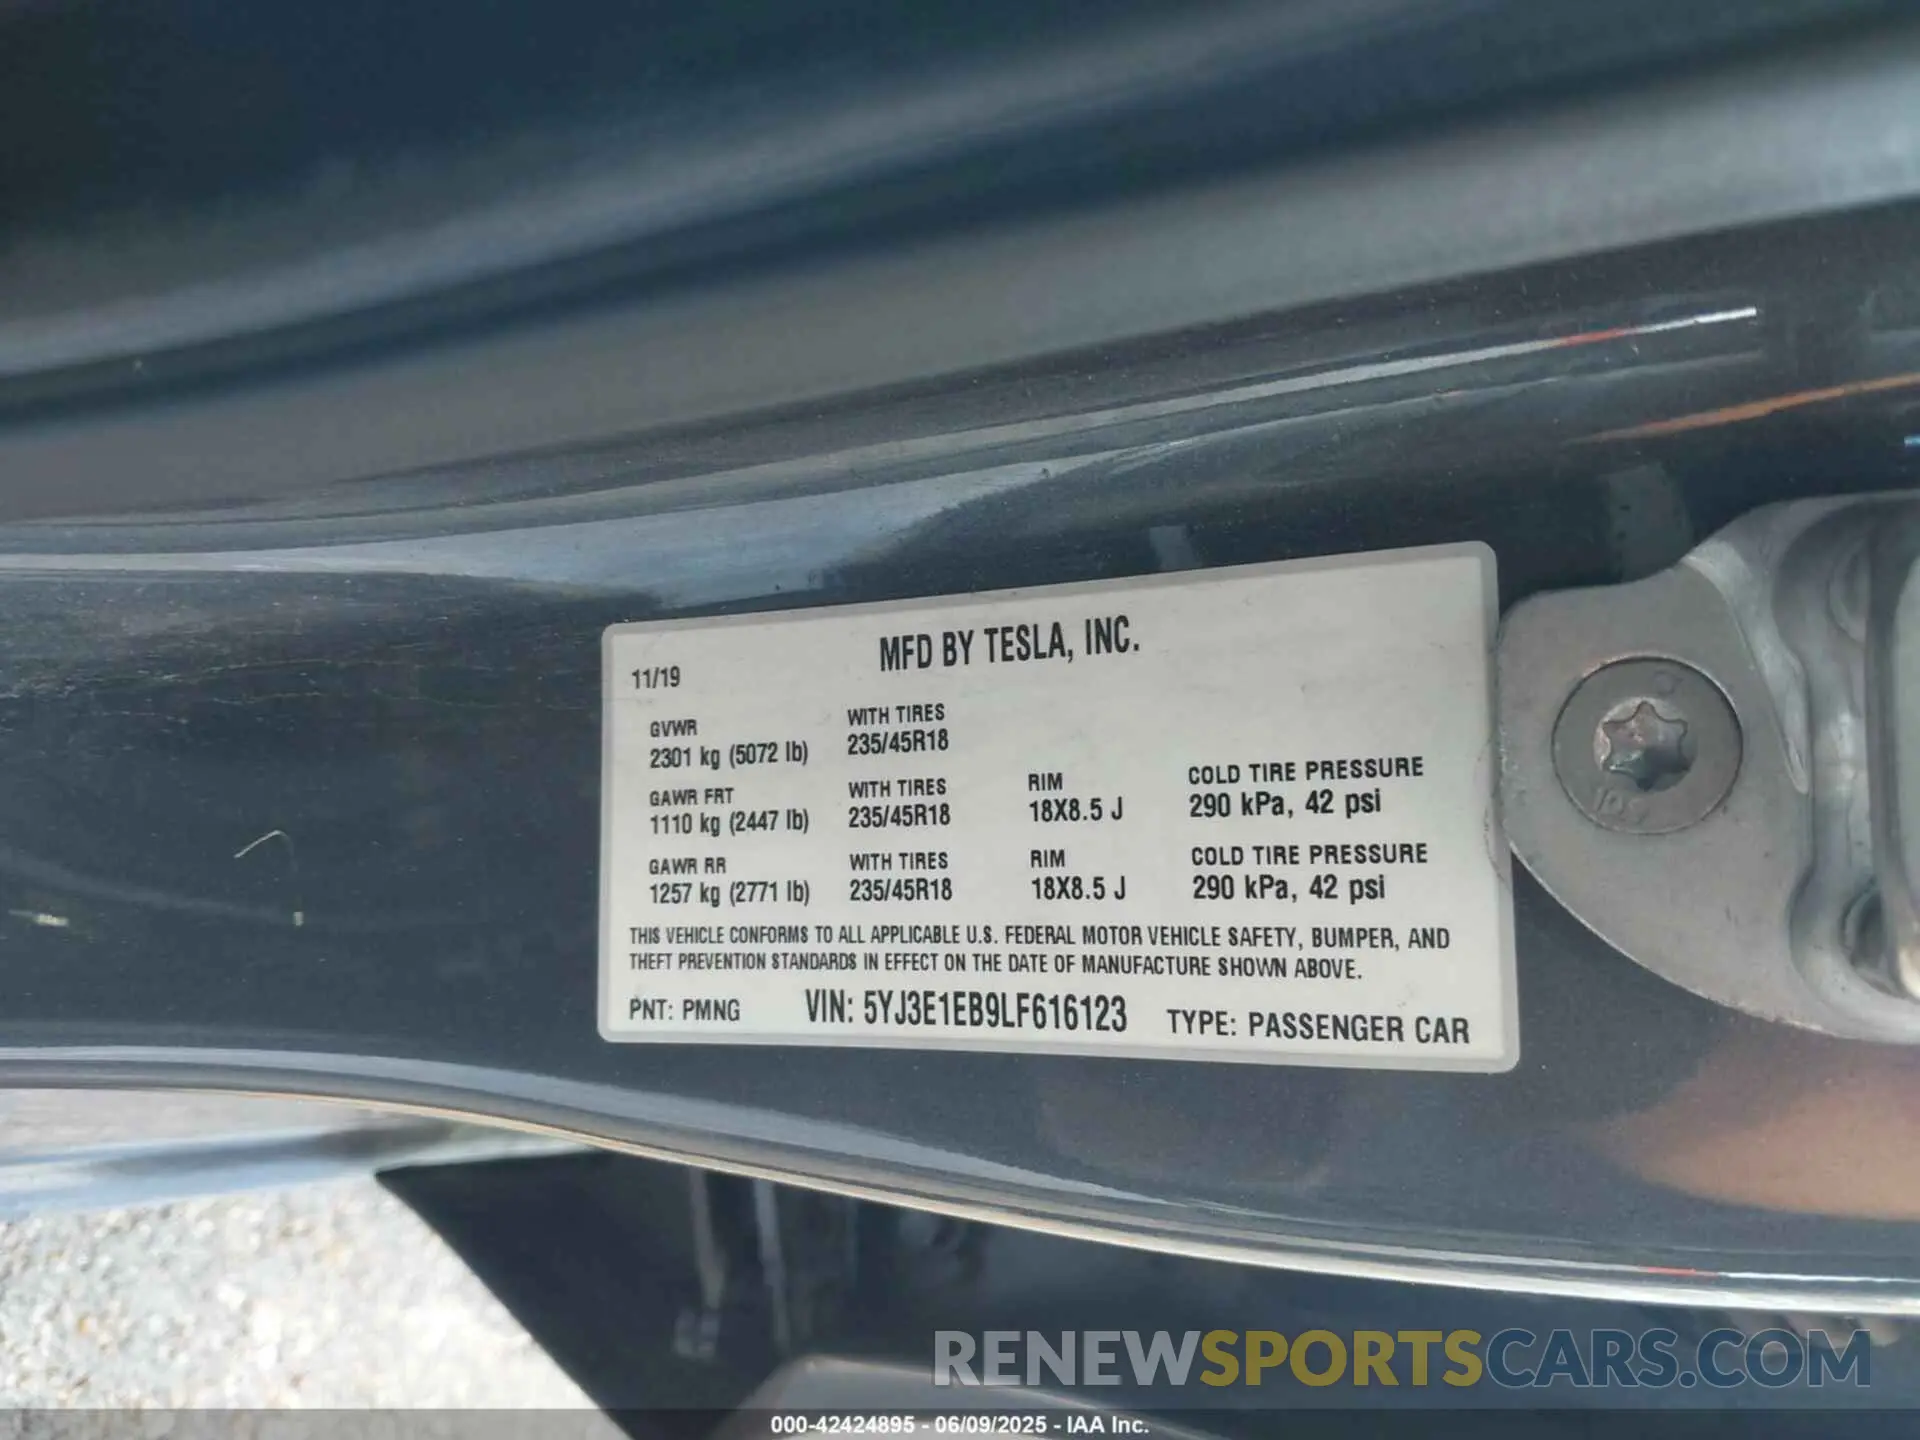 MFD BY TESLA, INC.
11/19
GVWR
2301 kg (5072 lb)
WITH TIRES
235/45R18
GAWR FRT
1110 kg (2447 lb)
WITH TIRES
235/45R18
RIM
18X8.5 J
COLD TIRE PRESSURE
290 kPa, 42 psi
GAWR RR
1257 kg (2771 lb)
WITH TIRES
235/45R18
RIM
18X8.5 J
COLD TIRE PRESSURE
290 kPa, 42 psi
THIS VEHICLE CONFORMS TO ALL APPLICABLE U.S. FEDERAL MOTOR VEHICLE SAFETY, BUMPER, AND
THEFT PREVENTION STANDARDS IN EFFECT ON THE DATE OF MANUFACTURE SHOWN ABOVE.
PNT: PMNG VIN: 5YJ3E1EB9LF616123 TYPE: PASSENGER CAR
RENEWSPORTSCARS.COM
000-42424895 - 06/09/2025 - IAA Inc.